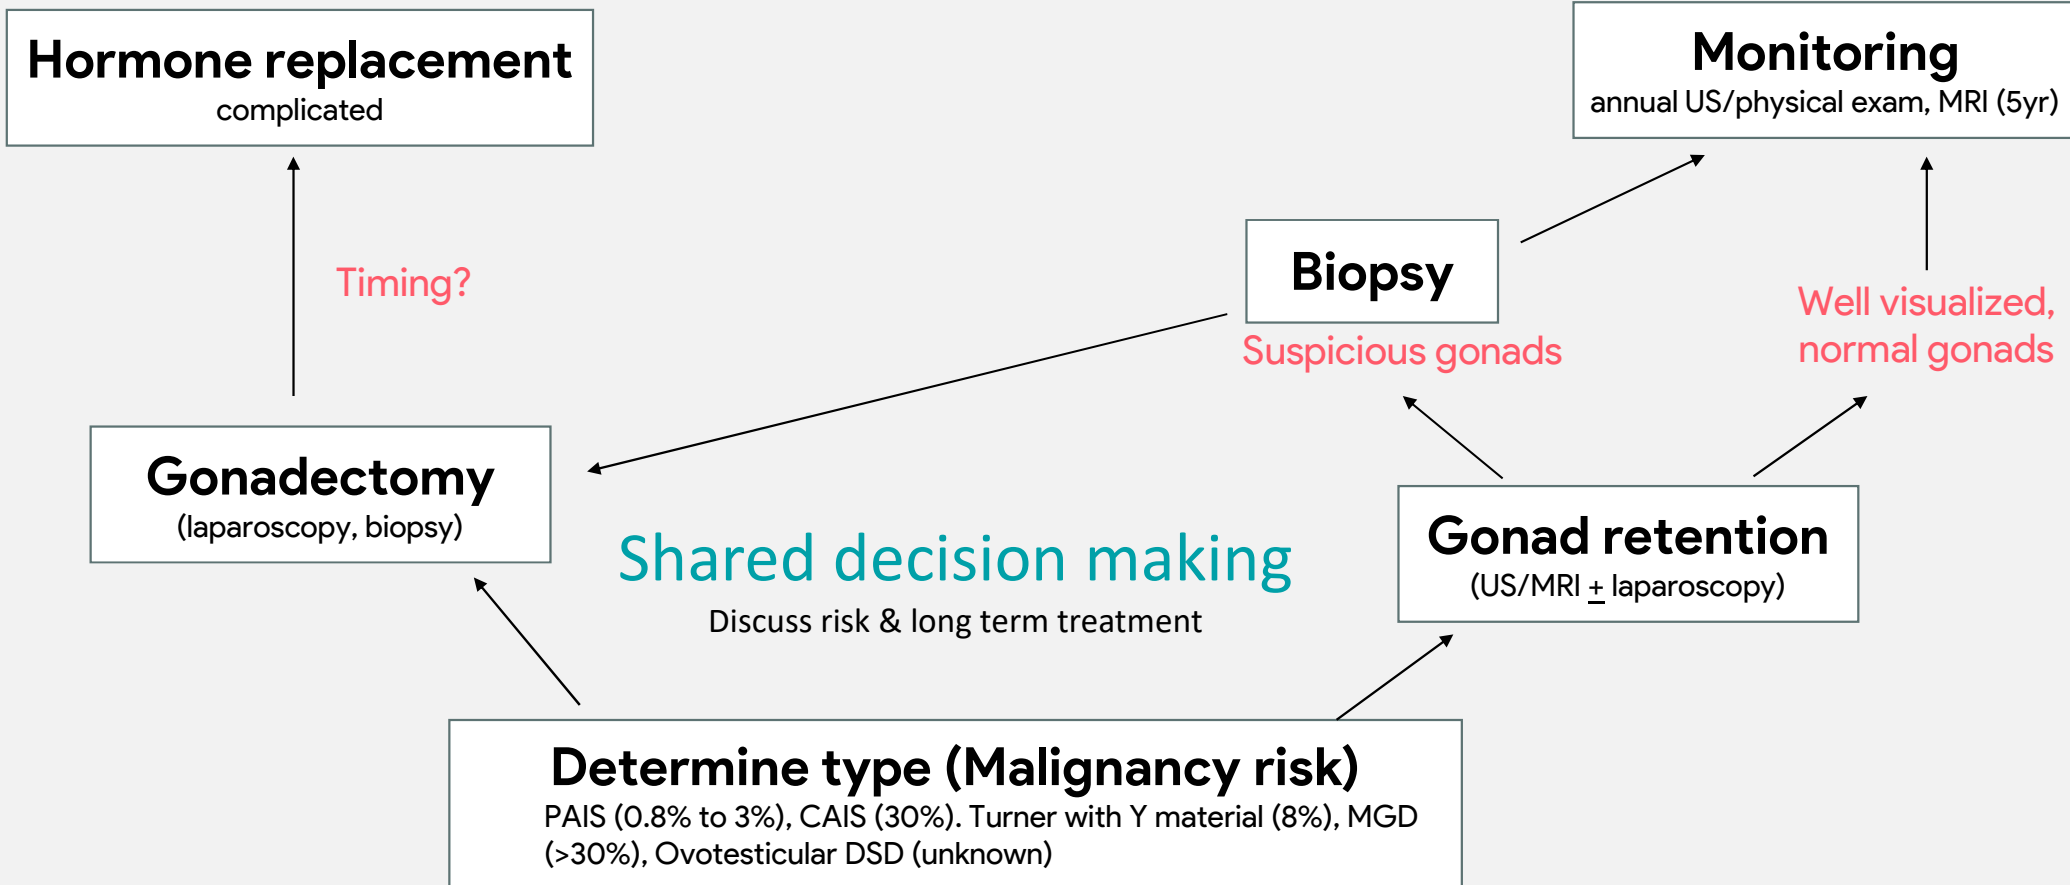 Hormone replacement
complicated
Monitoring
annual US/physical exam, MRI (5yr)
Timing?
Biopsy
Suspicious gonads
Well visualized,
normal gonads
Gonadectomy
(laparoscopy, biopsy)
Shared decision making
Discuss risk & long term treatment
Gonad retention
(US/MRI + laparoscopy)
Determine type (Malignancy risk)
PAIS (0.8% to 3%), CAIS (30%). Turner with Y material (8%), MGD
(>30%), Ovotesticular DSD (unknown)